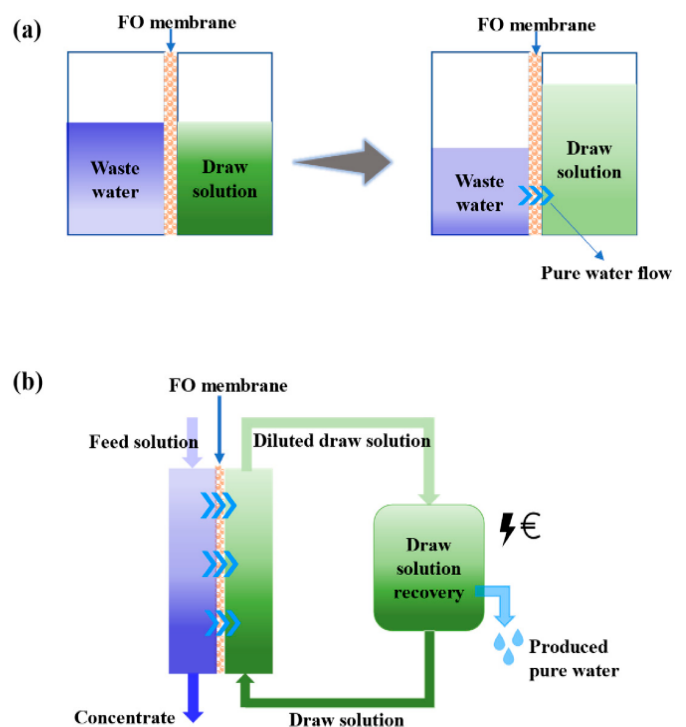 (a)
FO membrane
FO membrane
Waste
water
Draw
solution
Waste
water
Draw
solution
Pure water flow
(b)
FO membrane
Feed solution
Diluted draw solution
Draw
solution
recovery
€
Produced
pure water
Concentrate
Draw solution